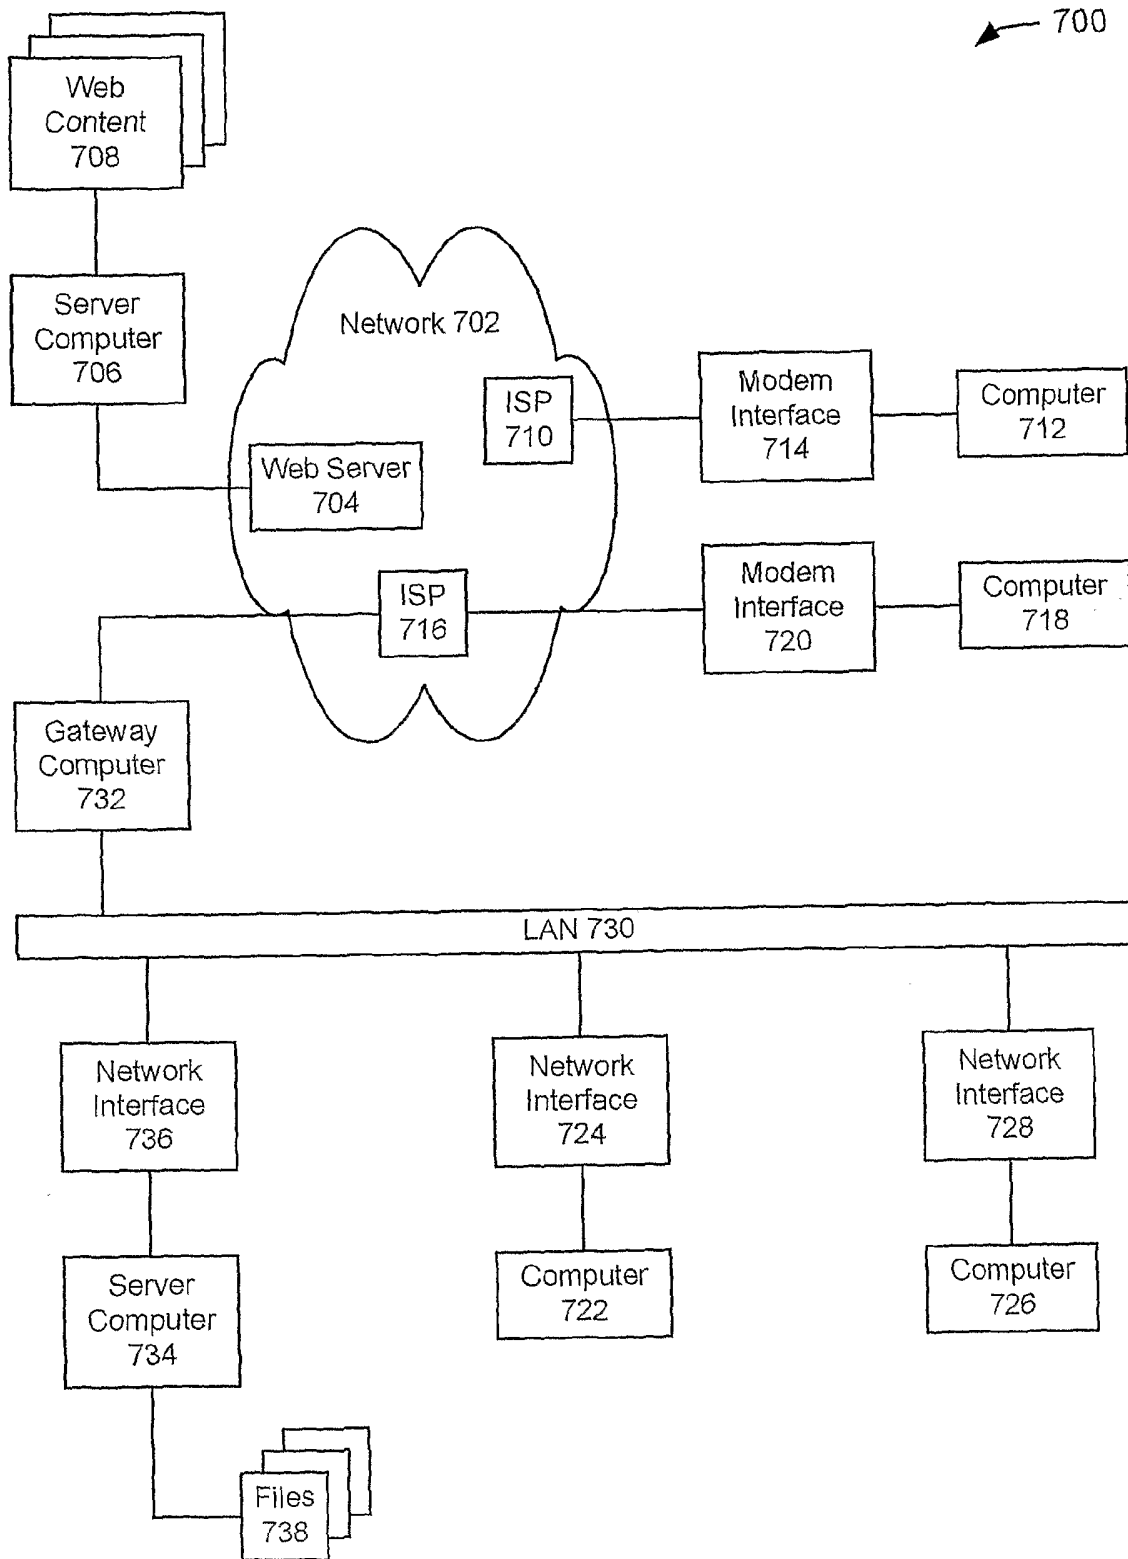 700
Web
Content
708
Server
Computer
706
Network 702
ISP
710
Modem
Interface
714
Computer
712
Web Server
704
ISP
716
Modem
Interface
720
Computer
718
Gateway
Computer
732
LAN 730
Network
Interface
736
Network
Interface
724
Network
Interface
728
Server
Computer
734
Computer
722
Computer
726
Files
738